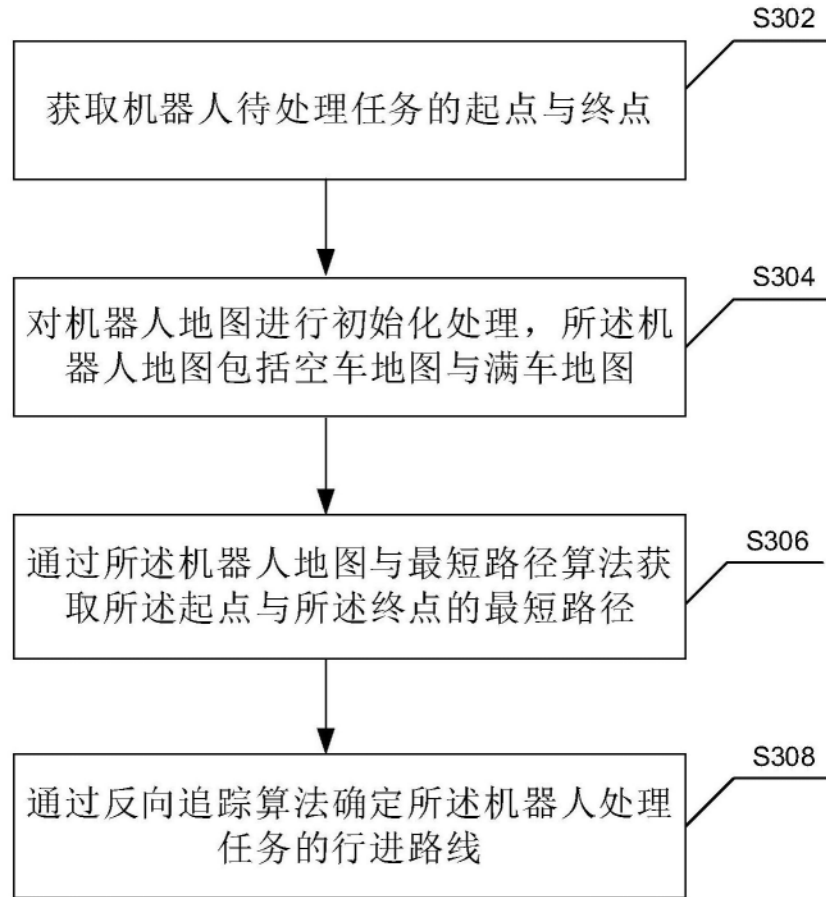 S302
获取机器人待处理任务的起点与终点
S304
对机器人地图进行初始化处理，所述机
器人地图包括空车地图与满车地图
S306
通过所述机器人地图与最短路径算法获
取所述起点与所述终点的最短路径
S308
通过反向追踪算法确定所述机器人处理
任务的行进路线